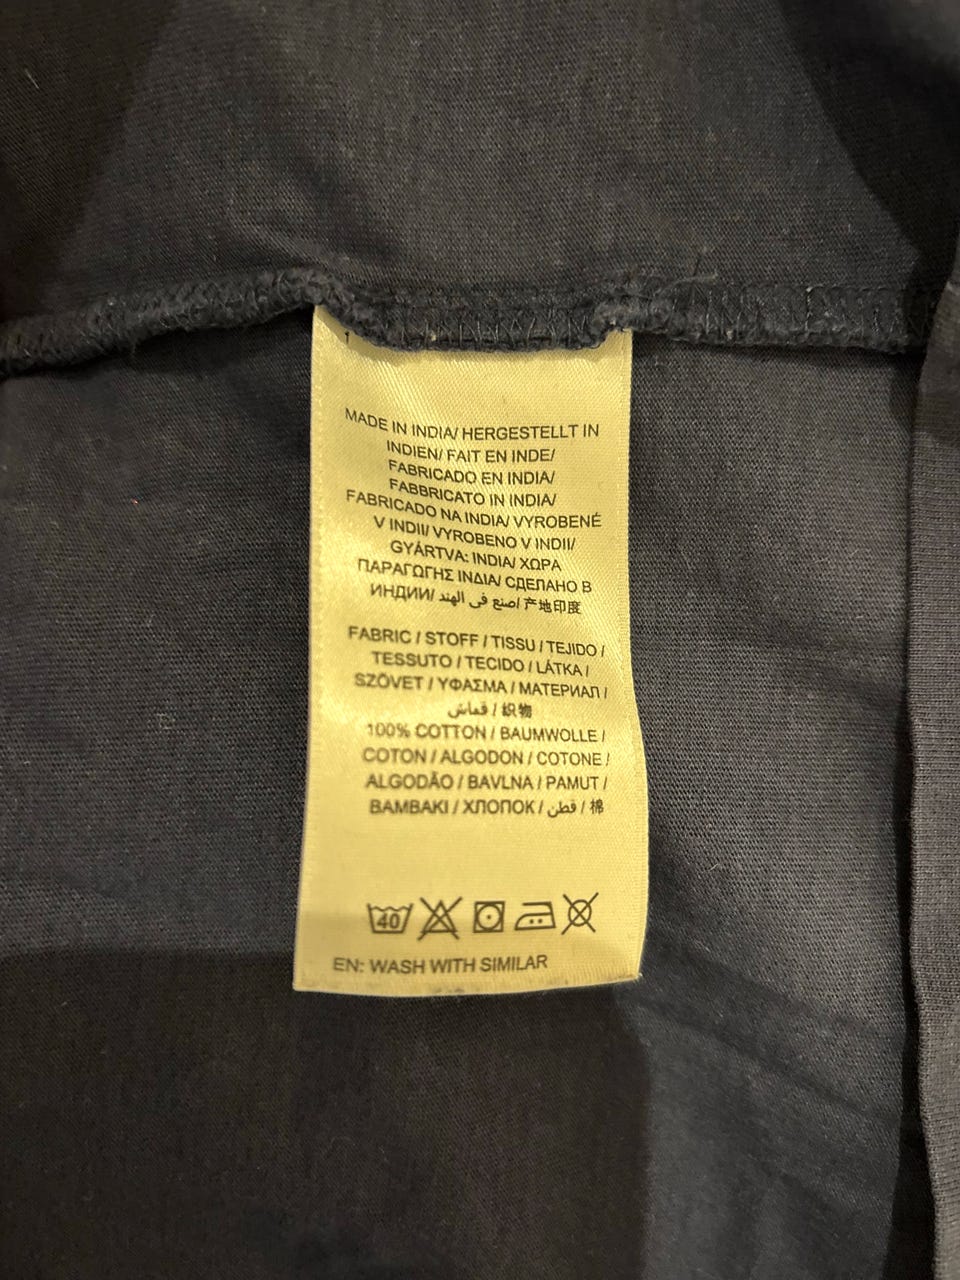 1
MADE IN INDIA/ HERGESTELLT IN
INDIEN/ FAIT EN INDE/
FABRICADO EN INDIA/
FABBRICATO IN INDIA/
FABRICADO NA INDIA/ VYROBENÉ
V INDII/ VYROBENO V INDII/
GYÁRTVA: INDIA/ ΧΩΡΑ
ΠΑΡΑΓΩΓΗΣ ΙΝΔΙΑ/ СДЕЛАНО В
ИНДИИ/ صنع في الهند/ 产地印度
FABRIC / STOFF / TISSU / TEJIDO /
TESSUTO / TECIDO / LÁTKA /
SZÖVET / ΥΦΑΣΜΑ / МАТЕРИАЛ /
قماش / 织物
100% COTTON / BAUMWOLLE /
COTON / ALGODON / COTONE /
ALGODÃO / BAVLNA / PAMUT /
BAMBAKI / ХЛОПОК / قطن / 棉
40
EN: WASH WITH SIMILAR